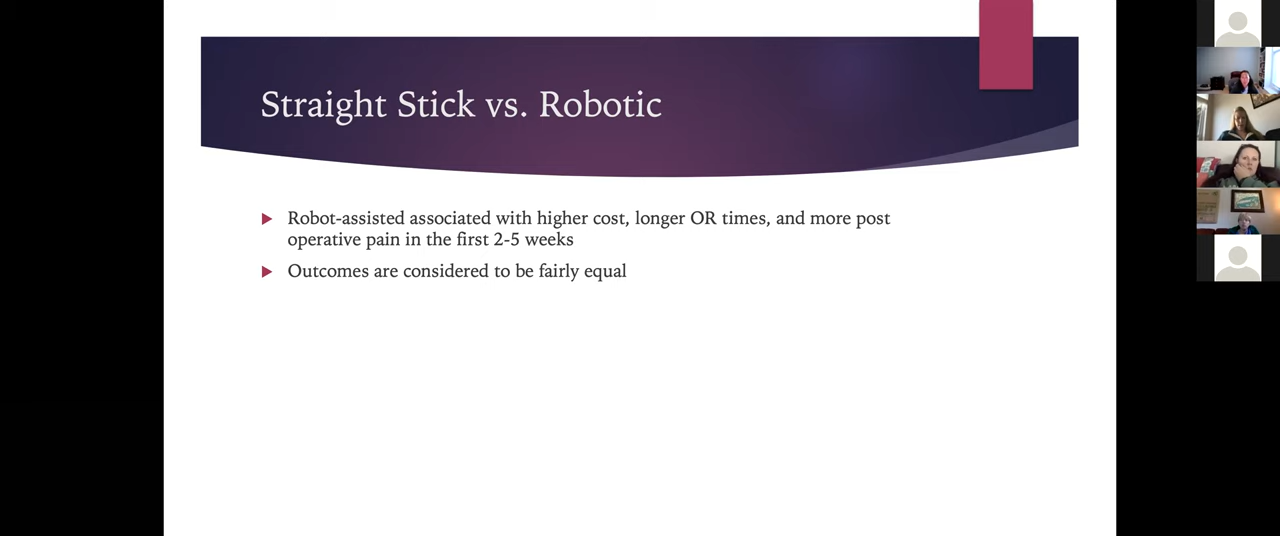 Straight Stick vs. Robotic
Robot-assisted associated with higher cost, longer OR times, and more post
operative pain in the first 2-5 weeks
Outcomes are considered to be fairly equal